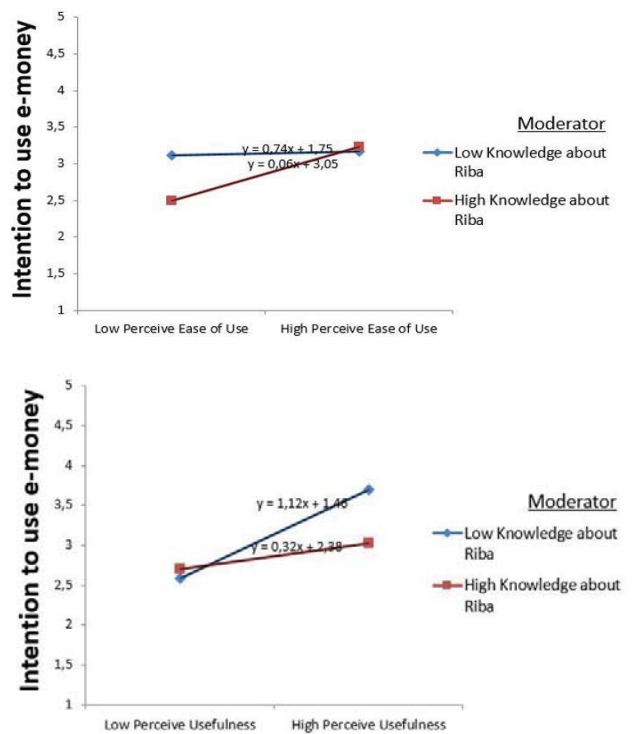 Intention to use e-money
5
4,5
4
3,5
3
2,5
2
1,5
1
y = 0,74x + 1,75
y = 0,06x + 3,05
Low Perceive Ease of Use
High Perceive Ease of Use
Moderator
Low Knowledge about
Riba
High Knowledge about
Riba
Intention to use e-money
5
4,5
4
3,5
3
2,5
2
1,5
1
y = 1,12x + 1,46
y = 0,32x + 2,38
Low Perceive Usefulness
High Perceive Usefulness
Moderator
Low Knowledge about
Riba
High Knowledge about
Riba